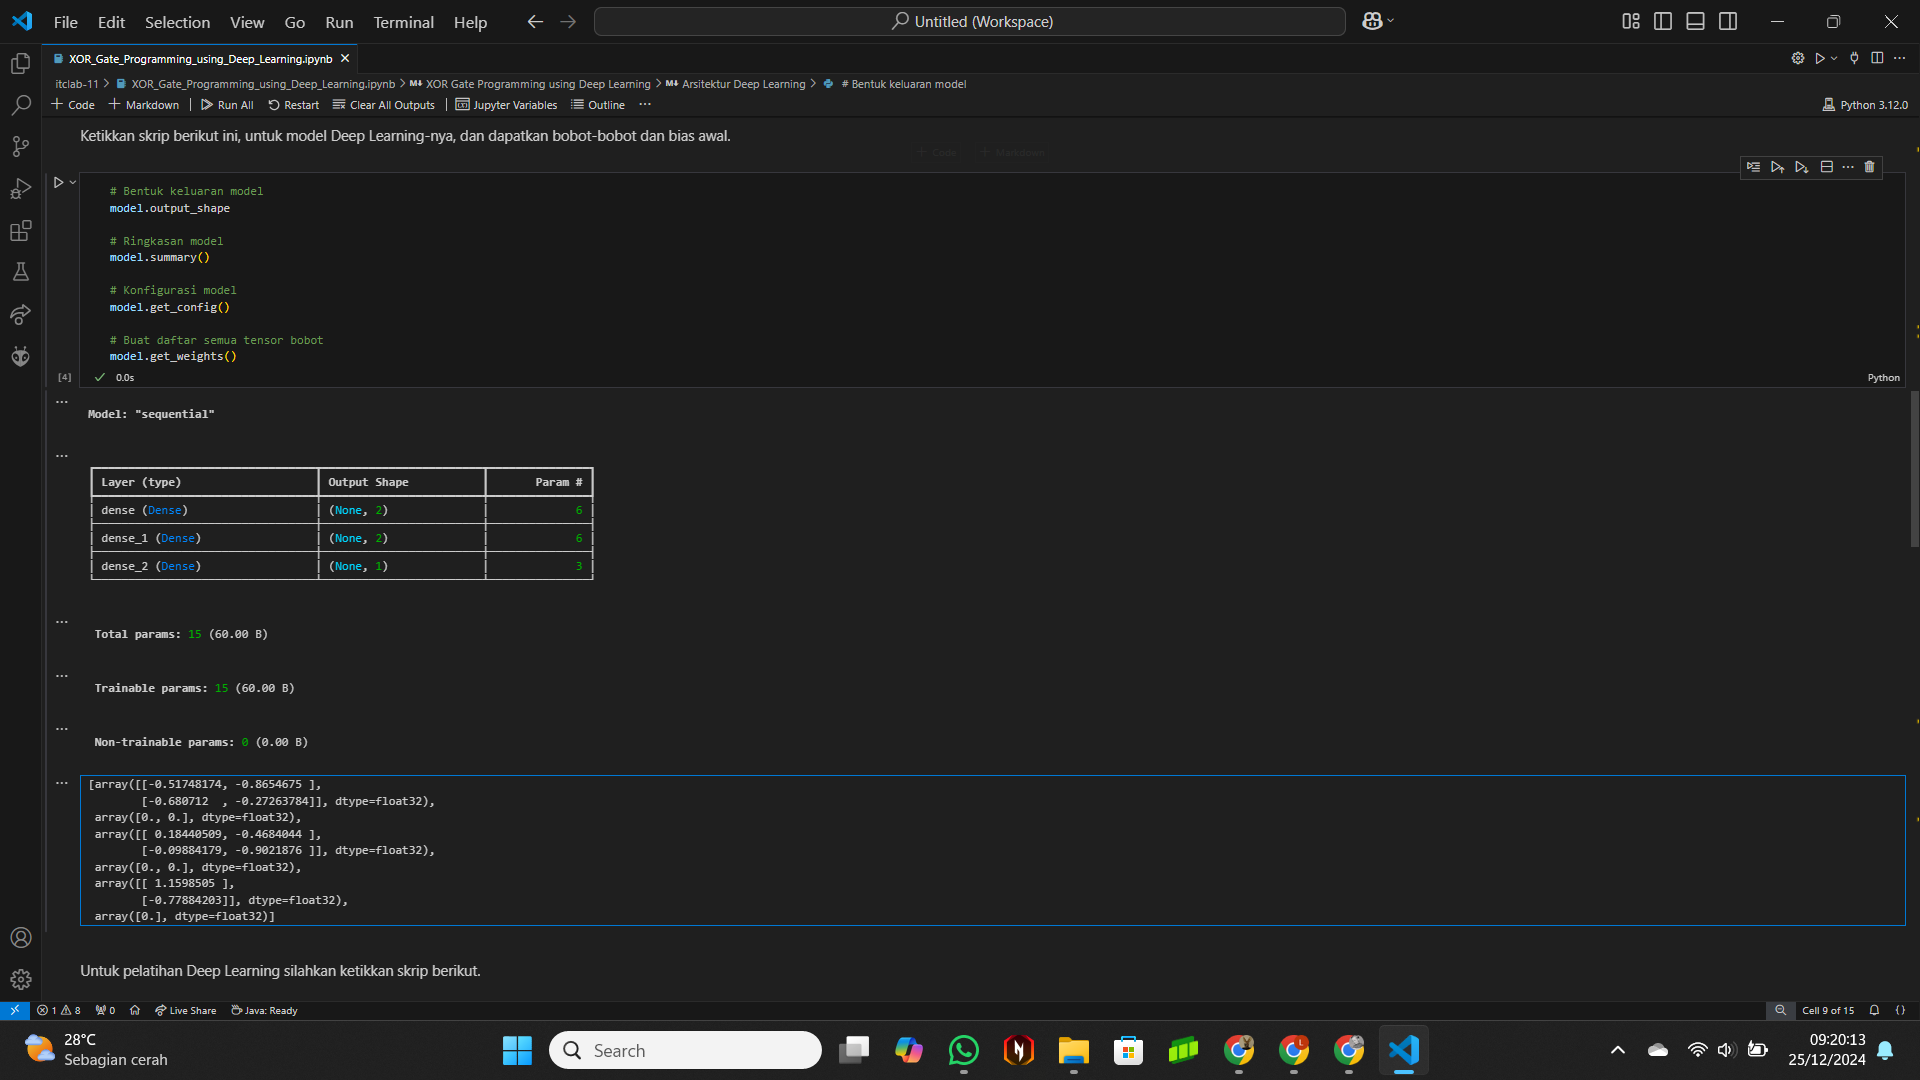 File Edit Selection View Go Run Terminal Help Untitled (Workspace)
XOR_Gate_Programming_using_Deep_Learning.ipynb
itclab-11 > XOR_Gate_Programming_using_Deep_Learning.ipynb > M↓ XOR Gate Programming using Deep Learning > M↓ Arsitektur Deep Learning > # Bentuk keluaran model
+ Code + Markdown | Run All Restart Clear All Outputs | Jupyter Variables Outline ... Python 3.12.0
Ketikkan skrip berikut ini, untuk model Deep Learning-nya, dan dapatkan bobot-bobot dan bias awal.
+ Code + Markdown
# Bentuk keluaran model
model.output_shape
# Ringkasan model
model.summary()
# Konfigurasi model
model.get_config()
# Buat daftar semua tensor bobot
model.get_weights()
[4] 0.0s Python
Model: "sequential"
Layer (type) Output Shape Param #
dense (Dense) (None, 2) 6
dense_1 (Dense) (None, 2) 6
dense_2 (Dense) (None, 1) 3
Total params: 15 (60.00 B)
Trainable params: 15 (60.00 B)
Non-trainable params: 0 (0.00 B)
[array([[-0.51748174, -0.8654675 ],
[-0.680712  , -0.27263784]], dtype=float32),
array([0., 0.], dtype=float32),
array([[ 0.18440509, -0.4684044 ],
[-0.09884179, -0.9021876 ]], dtype=float32),
array([0., 0.], dtype=float32),
array([[ 1.1598505 ],
[-0.77884203]], dtype=float32),
array([0.], dtype=float32)]
Untuk pelatihan Deep Learning silahkan ketikkan skrip berikut.
1 8 0 Live Share Java: Ready Cell 9 of 15
28°C
Sebagian cerah
Search
09:20:13
25/12/2024